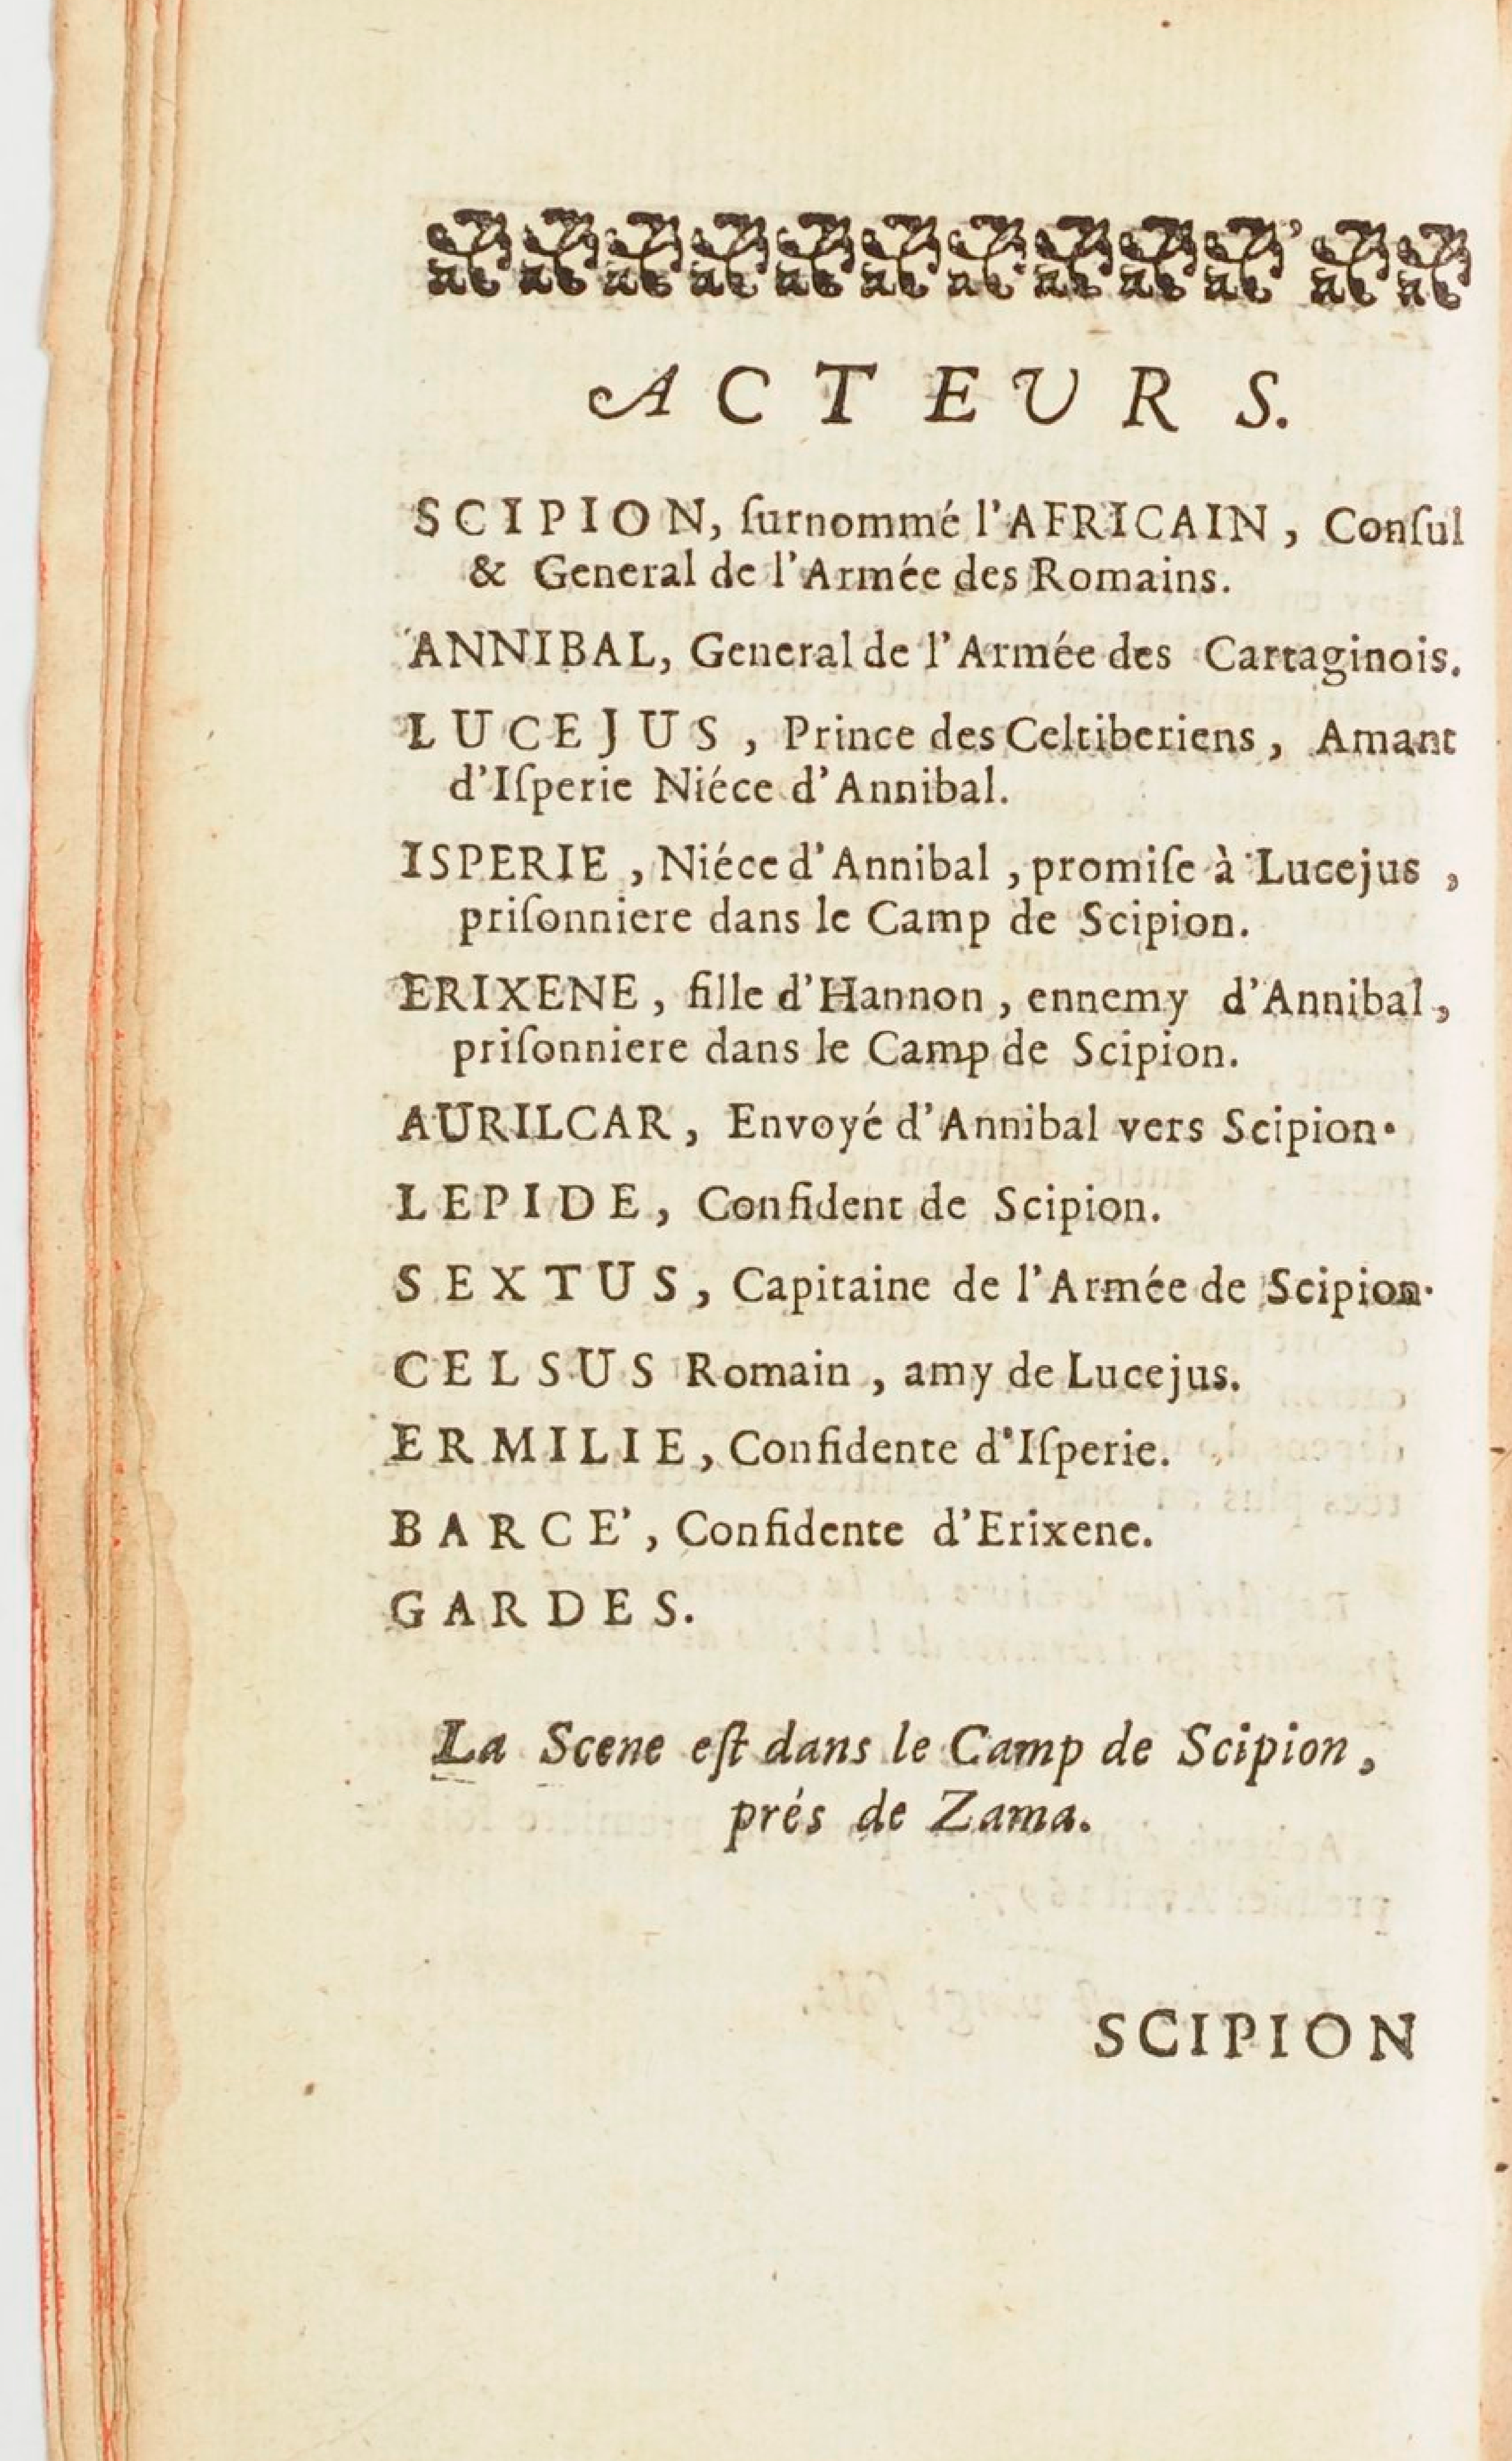 ACTEURS.
SCIPION, ſurnommé l'AFRICAIN, Conſul
& General de l'Armée des Romains.
ANNIBAL, General de l'Armée des Cartaginois.
LUCEJUS, Prince des Celtiberiens, Amant
d'Iſperie Niéce d'Annibal.
ISPERIE, Niéce d'Annibal, promiſe à Lucejus,
priſonniere dans le Camp de Scipion.
ERIXENE, fille d'Hannon, ennemy d'Annibal,
priſonniere dans le Camp de Scipion.
AURILCAR, Envoyé d'Annibal vers Scipion.
LEPIDE, Confident de Scipion.
SEXTUS, Capitaine de l'Armée de Scipion.
CELSUS Romain, amy de Lucejus.
ERMILIE, Confidente d'Iſperie.
BARCE', Confidente d'Erixene.
GARDES.
La Scene eſt dans le Camp de Scipion,
prés de Zama.
SCIPION